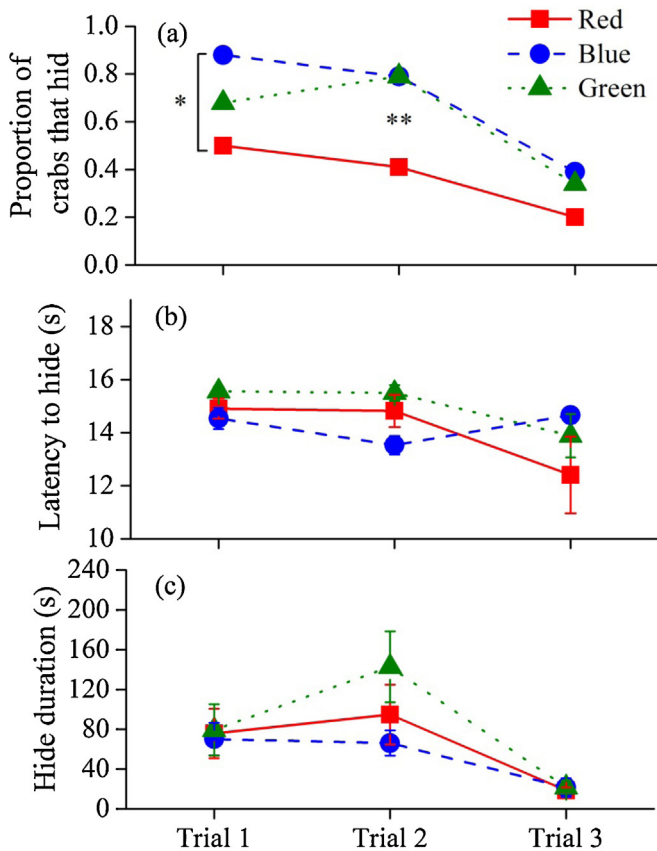 (a)
Red
Blue
Green
Proportion of
crabs that hid
1.0
0.8
0.6
0.4
0.2
0.0
*
**
(b)
Latency to hide (s)
18
16
14
12
10
(c)
Hide duration (s)
240
200
160
120
80
40
0
Trial 1 Trial 2 Trial 3